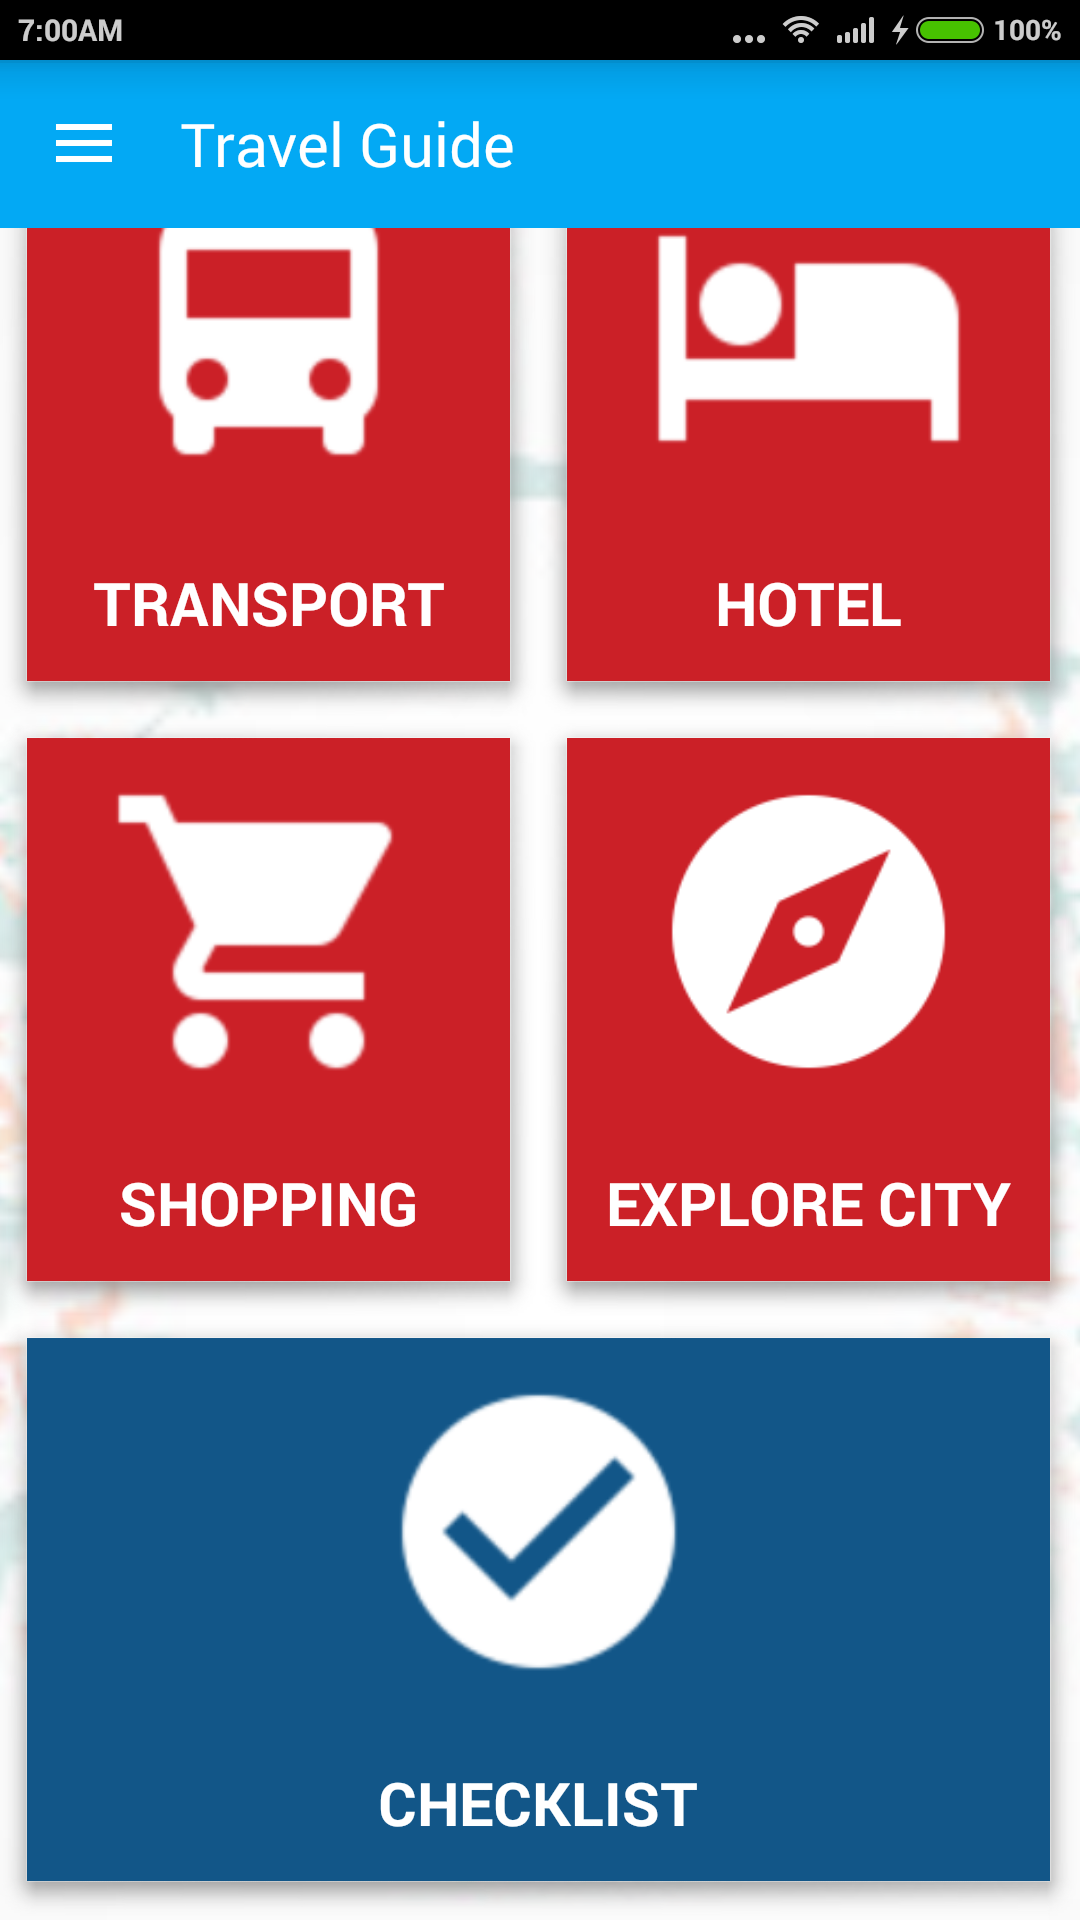 7:00AM
100%
Travel Guide
TRANSPORT
HOTEL
SHOPPING
EXPLORE CITY
CHECKLIST